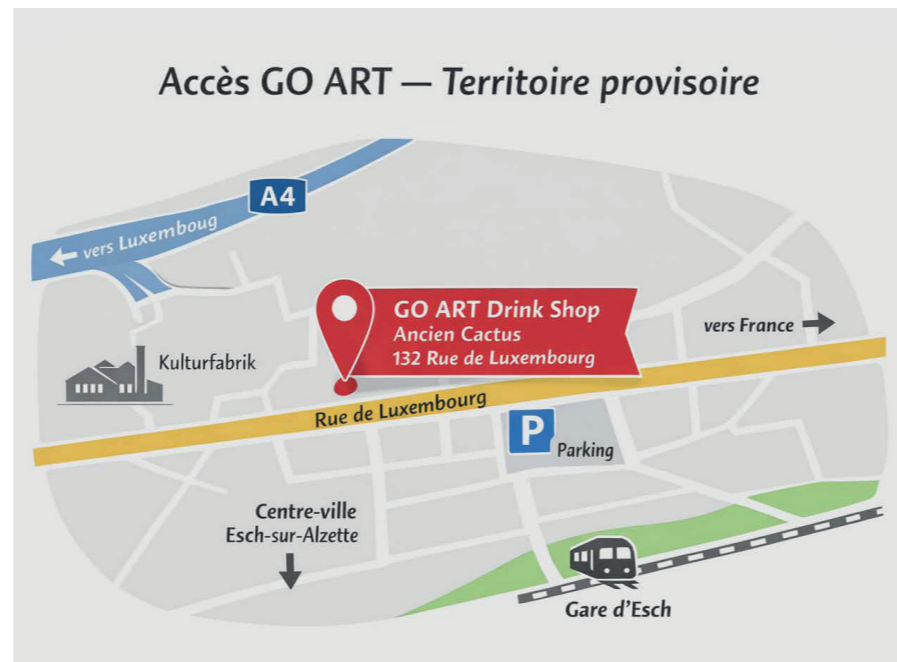 Accès GO ART — Territoire provisoire
A4
vers Luxemboug
GO ART Drink Shop
Ancien Cactus
132 Rue de Luxembourg
vers France
Kulturfabrik
Rue de Luxembourg
P
Parking
Centre-ville
Esch-sur-Alzette
Gare d'Esch